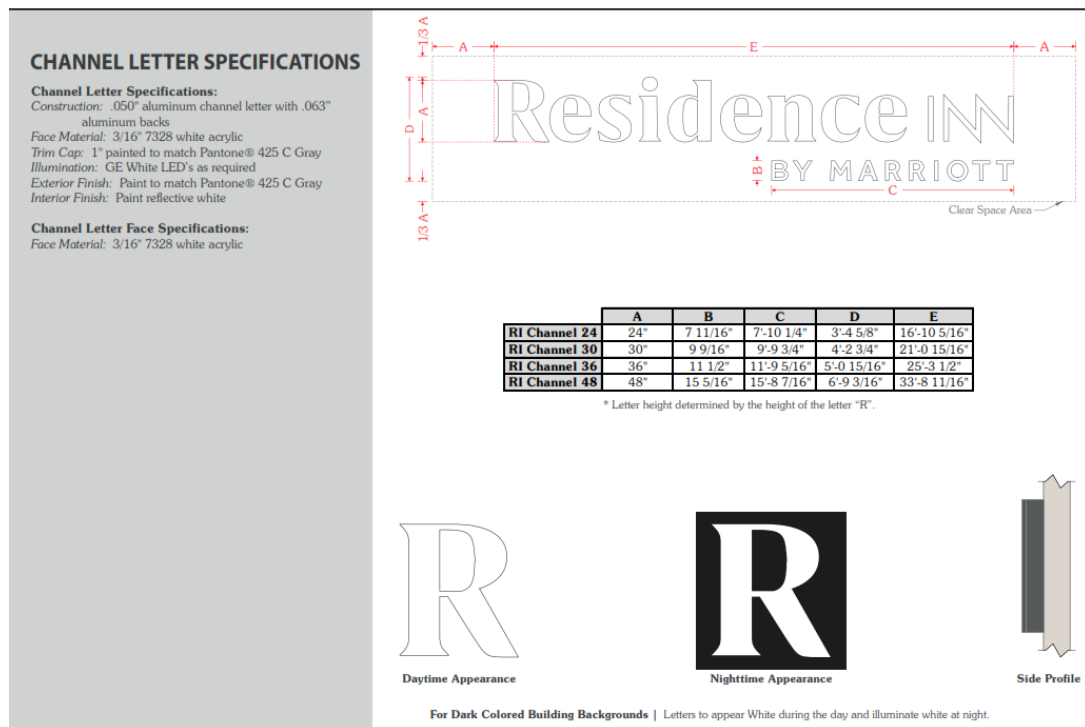 CHANNEL LETTER SPECIFICATIONS
Channel Letter Specifications:
Construction: .050" aluminum channel letter with .063"
aluminum backs
Face Material: 3/16" 7328 white acrylic
Trim Cap: 1" painted to match Pantone® 425 C Gray
Illumination: GE White LED's as required
Exterior Finish: Paint to match Pantone® 425 C Gray
Interior Finish: Paint reflective white
Channel Letter Face Specifications:
Face Material: 3/16" 7328 white acrylic
1/3 A
A E A
D A
Residence INN
B BY MARRIOTT
C
1/3 A
Clear Space Area
A B C D E
RI Channel 24 24" 7 11/16" 7'-10 1/4" 3'-4 5/8" 16'-10 5/16"
RI Channel 30 30" 9 9/16" 9'-9 3/4" 4'-2 3/4" 21'-0 15/16"
RI Channel 36 36" 11 1/2" 11'-9 5/16" 5'-0 15/16" 25'-3 1/2"
RI Channel 48 48" 15 5/16" 15'-8 7/16" 6'-9 3/16" 33'-8 11/16"
* Letter height determined by the height of the letter “R”.
R R
Daytime Appearance Nighttime Appearance Side Profile
For Dark Colored Building Backgrounds | Letters to appear White during the day and illuminate white at night.